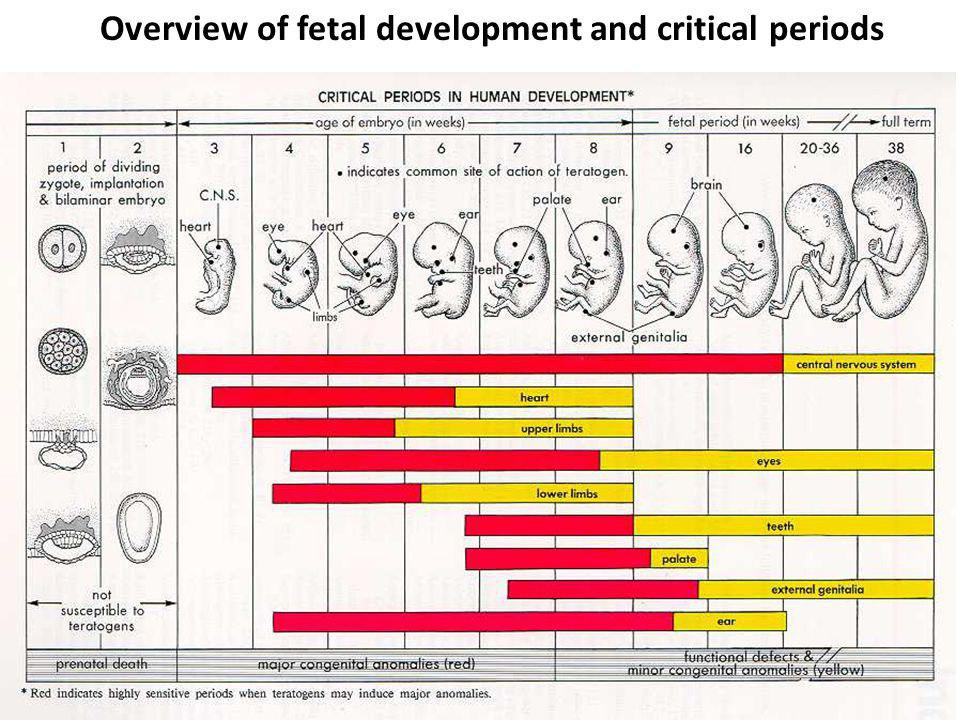 Overview of fetal development and critical periods
CRITICAL PERIODS IN HUMAN DEVELOPMENT*
age of embryo (in weeks)
fetal period (in weeks)
full term
1 2 3 4 5 6 7 8 9 16 20-36 38
period of dividing
zygote, implantation
& bilaminar embryo
• indicates common site of action of teratogen.
C.N.S.
heart
eye
heart
limbs
eye
ear
teeth
palate
ear
brain
external genitalia
central nervous system
heart
upper limbs
eyes
lower limbs
teeth
palate
external genitalia
ear
not
susceptible to
teratogens
prenatal death
major congenital anomalies (red)
functional defects &
minor congenital anomalies (yellow)
* Red indicates highly sensitive periods when teratogens may induce major anomalies.